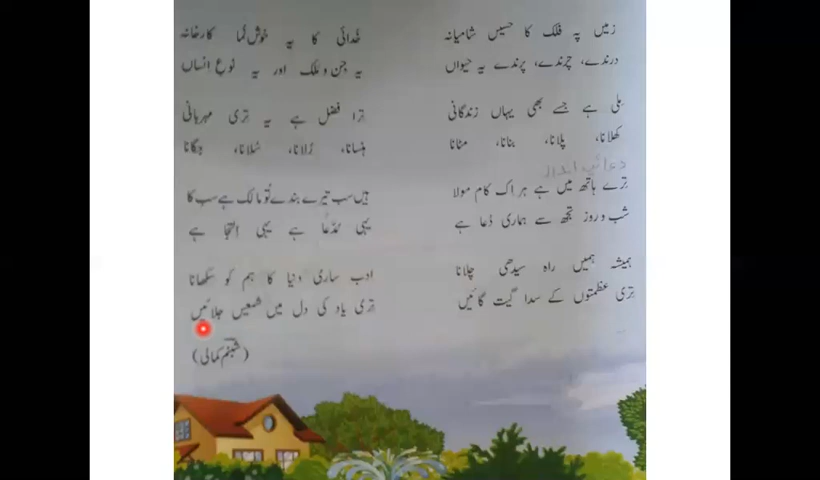 زمیں پہ فلک کا حسیں شامیانہ خدائی کا یہ خوش نما کارخانہ
درندے، چرندے، پرندے یہ حیواں یہ جن و ملک اور یہ نوعِ انساں
ملی ہے جسے بھی یہاں زندگانی ترا فضل ہے یہ تری مہربانی
کھلانا، پلانا، بنانا، مٹانا ہنسانا، رُلانا، سُلانا، جگانا
ترے ہاتھ میں ہے ہر اک کام مولا ہیں سب تیرے بندے تُو مالک ہے سب کا
شب و روز تجھ سے ہماری دُعا ہے یہی مُدّعا ہے یہی التجا ہے
ہمیشہ ہمیں راہ سیدھی چلانا ادب ساری دنیا کا ہم کو سکھانا
تری عظمتوں کے سدا گیت گائیں تری یاد کی دل میں شمعیں جلائیں
(شبنم کمالی)